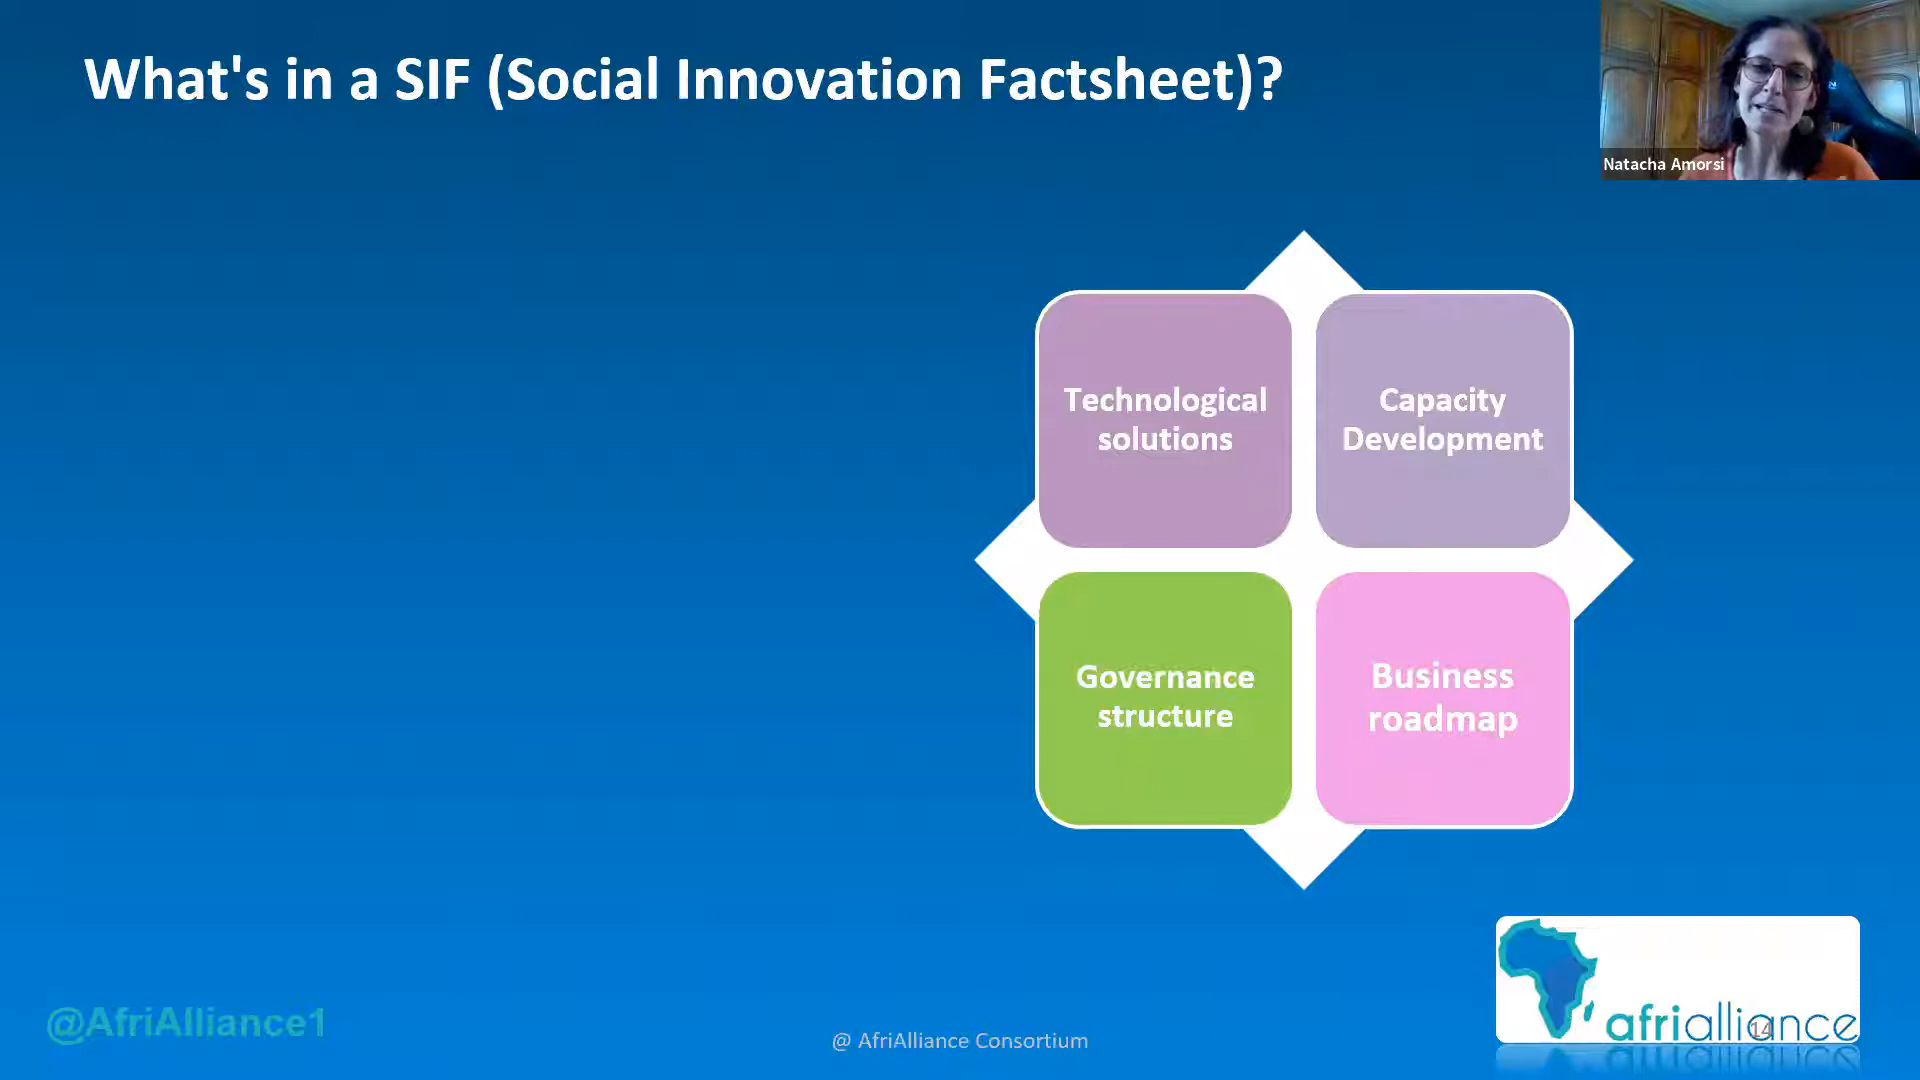 What's in a SIF (Social Innovation Factsheet)?
Natacha Amorsi
Technological
solutions
Capacity
Development
Governance
structure
Business
roadmap
@AfriAlliance1
@ AfriAlliance Consortium
afrialliance
14